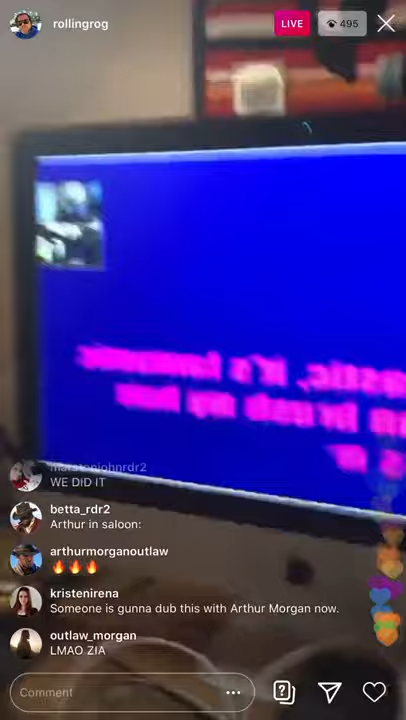 rollingrog
LIVE
495
marstonjohnrdr2
WE DID IT
betta_rdr2
Arthur in saloon:
arthurmorganoutlaw
🔥🔥🔥
kristenirena
Someone is gunna dub this with Arthur Morgan now.
outlaw_morgan
LMAO ZIA
Comment